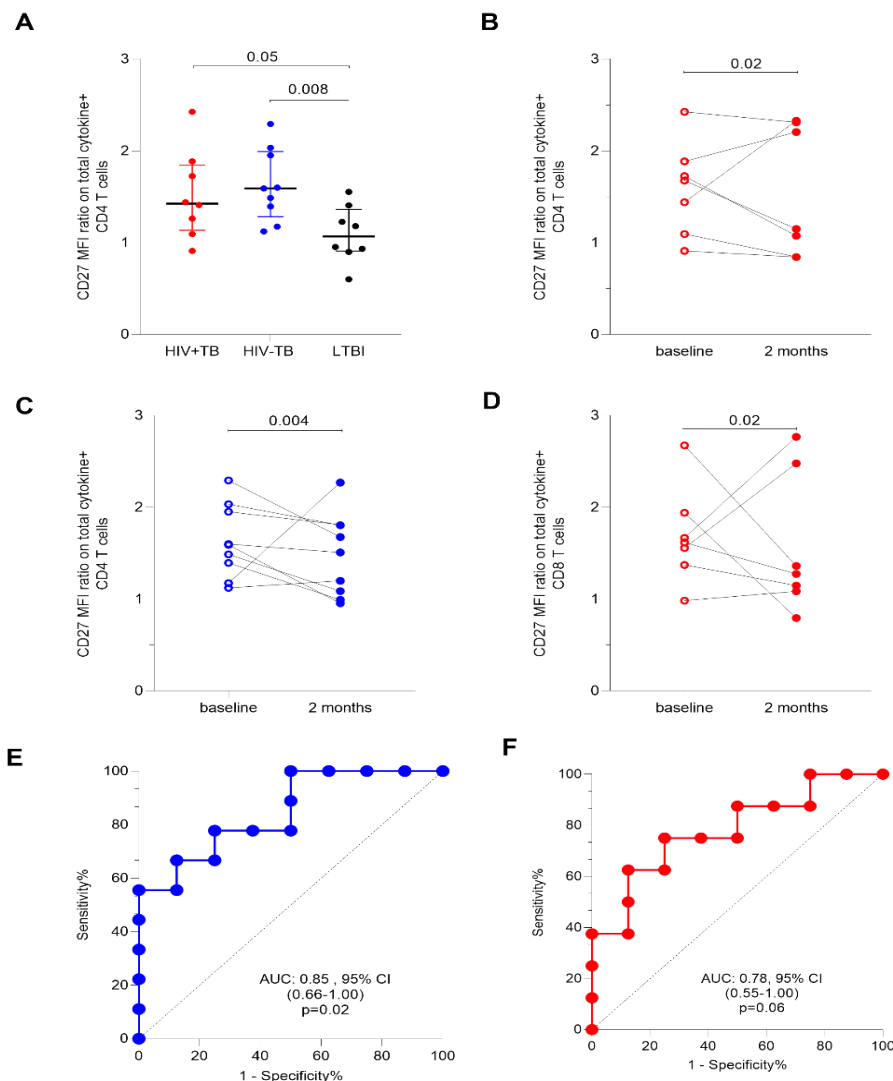 A
CD27 MFI ratio on total cytokine+
CD4 T cells
3
2
1
0
0.05
0.008
HIV+TB
HIV-TB
LTBI
B
CD27 MFI ratio on total cytokine+
CD4 T cells
3
2
1
0
0.02
baseline
2 months
C
CD27 MFI ratio on total cytokine+
CD4 T cells
3
2
1
0
0.004
baseline
2 months
D
CD27 MFI ratio on total cytokine+
CD8 T cells
3
2
1
0
0.02
baseline
2 months
E
Sensitivity%
100
80
60
40
20
0
AUC: 0.85 , 95% CI
(0.66-1.00)
p=0.02
0 20 40 60 80 100
1 - Specificity%
F
Sensitivity%
100
80
60
40
20
0
AUC: 0.78, 95% CI
(0.55-1.00)
p=0.06
0 20 40 60 80 100
1 - Specificity%